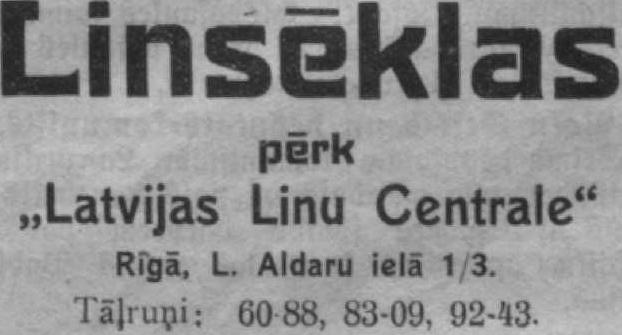 Linsēklas
pērk
„Latvijas Linu Centrale“
Rīgā, L. Aldaru ielā 1/3.
Tāļruņi: 60-88, 83-09, 92-43.